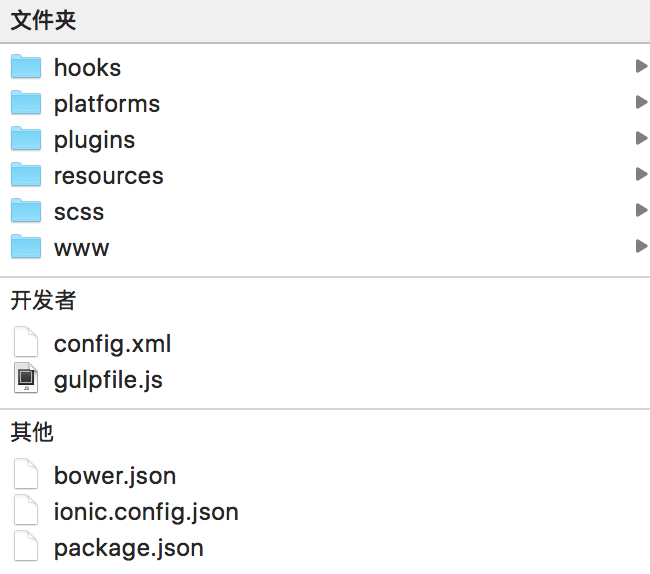 文件夹
hooks
platforms
plugins
resources
scss
www
开发者
config.xml
gulpfile.js
其他
bower.json
ionic.config.json
package.json